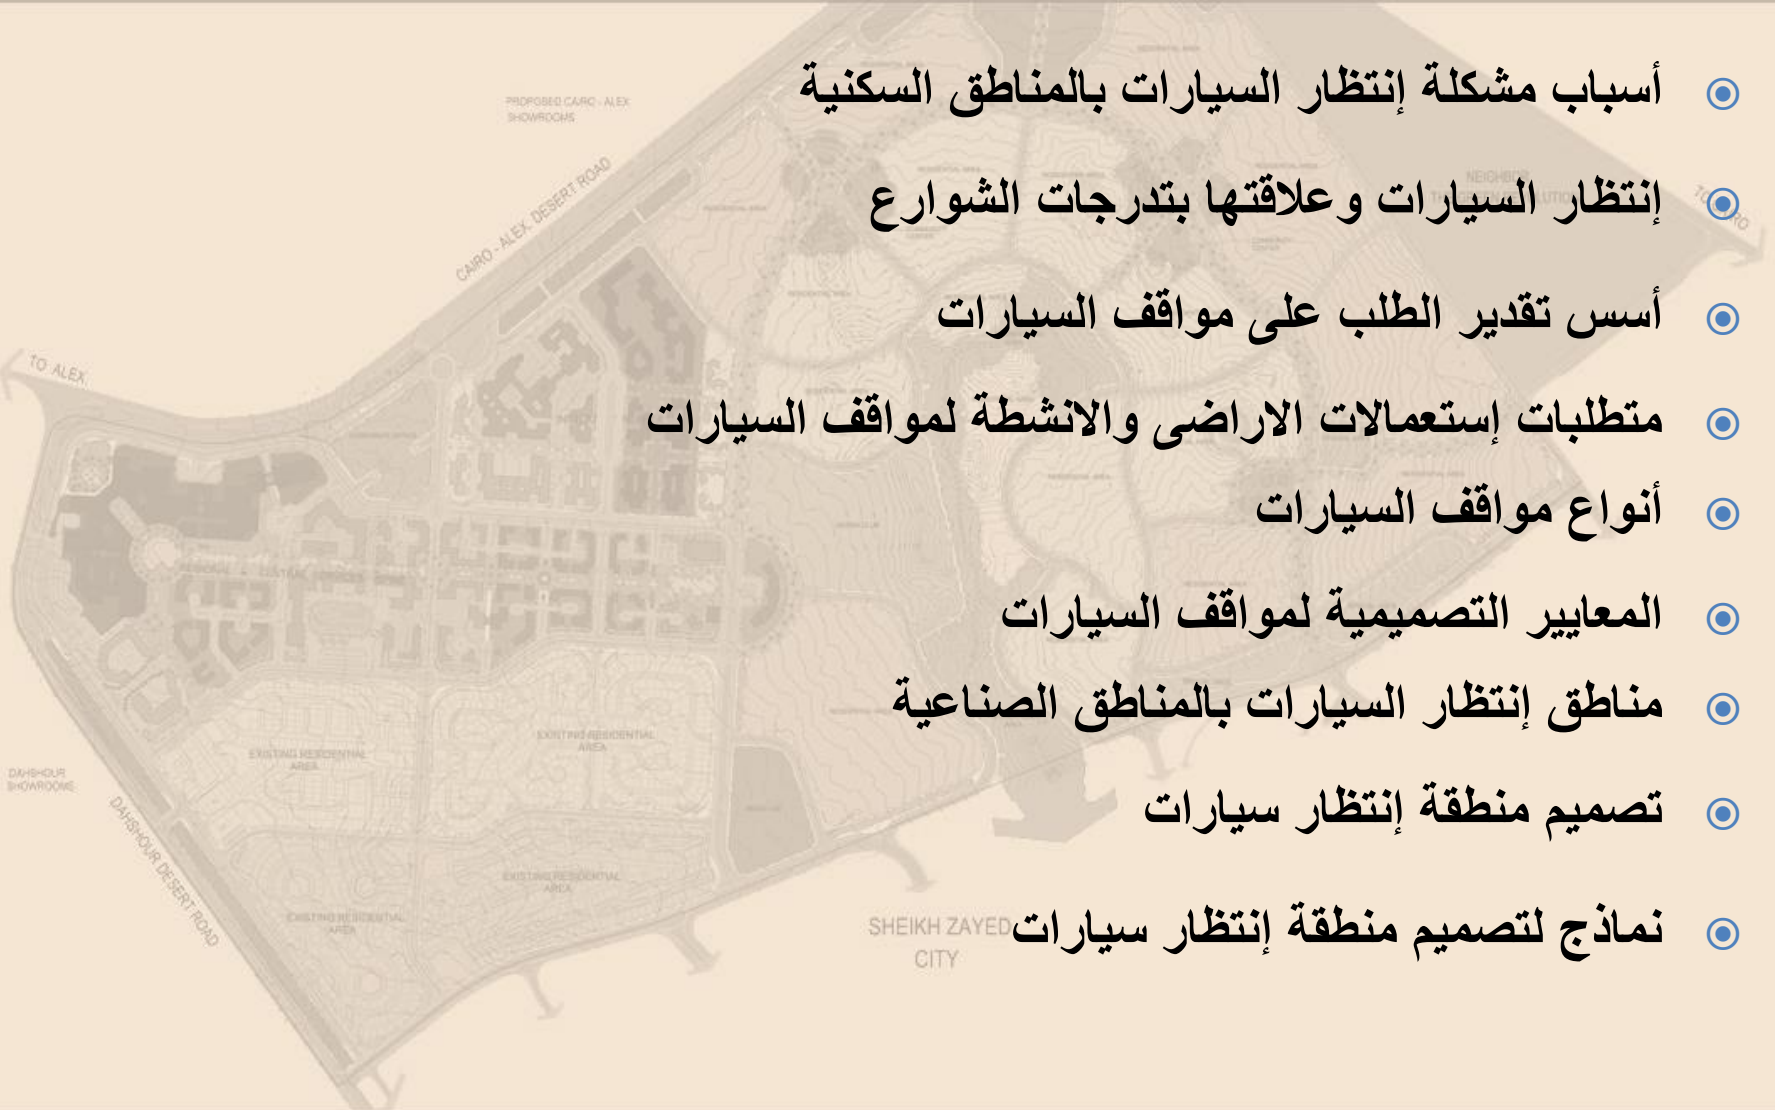 أسباب مشكلة إنتظار السيارات بالمناطق السكنية
إنتظار السيارات وعلاقتها بتدرجات الشوارع
أسس تقدير الطلب على مواقف السيارات
متطلبات إستعمالات الاراضى والانشطة لمواقف السيارات
أنواع مواقف السيارات
المعايير التصميمية لمواقف السيارات
مناطق إنتظار السيارات بالمناطق الصناعية
تصميم منطقة إنتظار سيارات
نماذج لتصميم منطقة إنتظار سيارات
PROPOSED CAIRO - ALEX
SHOWROOMS
CAIRO - ALEX. DESERT ROAD
NEIGHBOR
TO ALEX.
EXISTING RESIDENTIAL
AREA
EXISTING RESIDENTIAL
AREA
DAHSHOUR
SHOWROOMS
DAHSHOUR DESERT ROAD
EXISTING RESIDENTIAL
AREA
EXISTING RESIDENTIAL
AREA
SHEIKH ZAYED
CITY